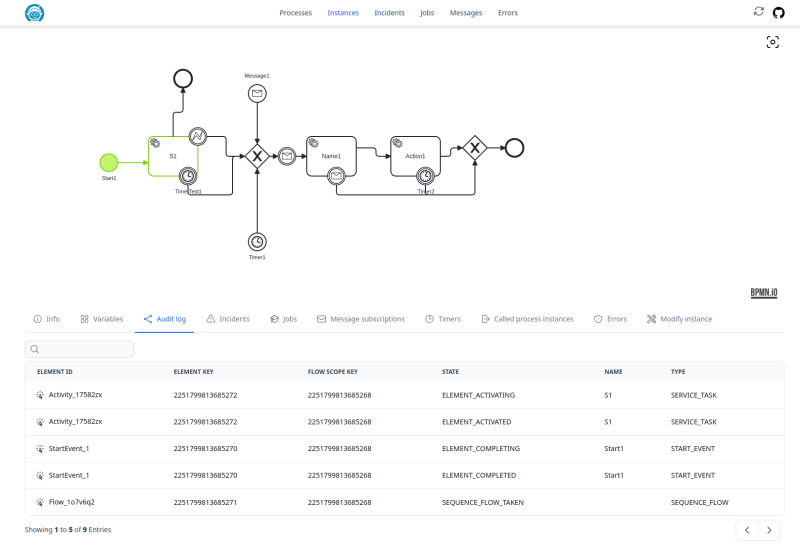 Processes Instances Incidents Jobs Messages Errors
Message1
S1
Name1
Action1
Start1
TimerTest1
Timer2
Timer1
BPMN.iO
Info Variables Audit log Incidents Jobs Message subscriptions Timers Called process instances Errors Modify instance
ELEMENT ID ELEMENT KEY FLOW SCOPE KEY STATE NAME TYPE
Activity_17582zx 2251799813685272 2251799813685268 ELEMENT_ACTIVATING S1 SERVICE_TASK
Activity_17582zx 2251799813685272 2251799813685268 ELEMENT_ACTIVATED S1 SERVICE_TASK
StartEvent_1 2251799813685270 2251799813685268 ELEMENT_COMPLETING Start1 START_EVENT
StartEvent_1 2251799813685270 2251799813685268 ELEMENT_COMPLETED Start1 START_EVENT
Flow_1o7v6q2 2251799813685271 2251799813685268 SEQUENCE_FLOW_TAKEN SEQUENCE_FLOW
Showing 1 to 5 of 9 Entries